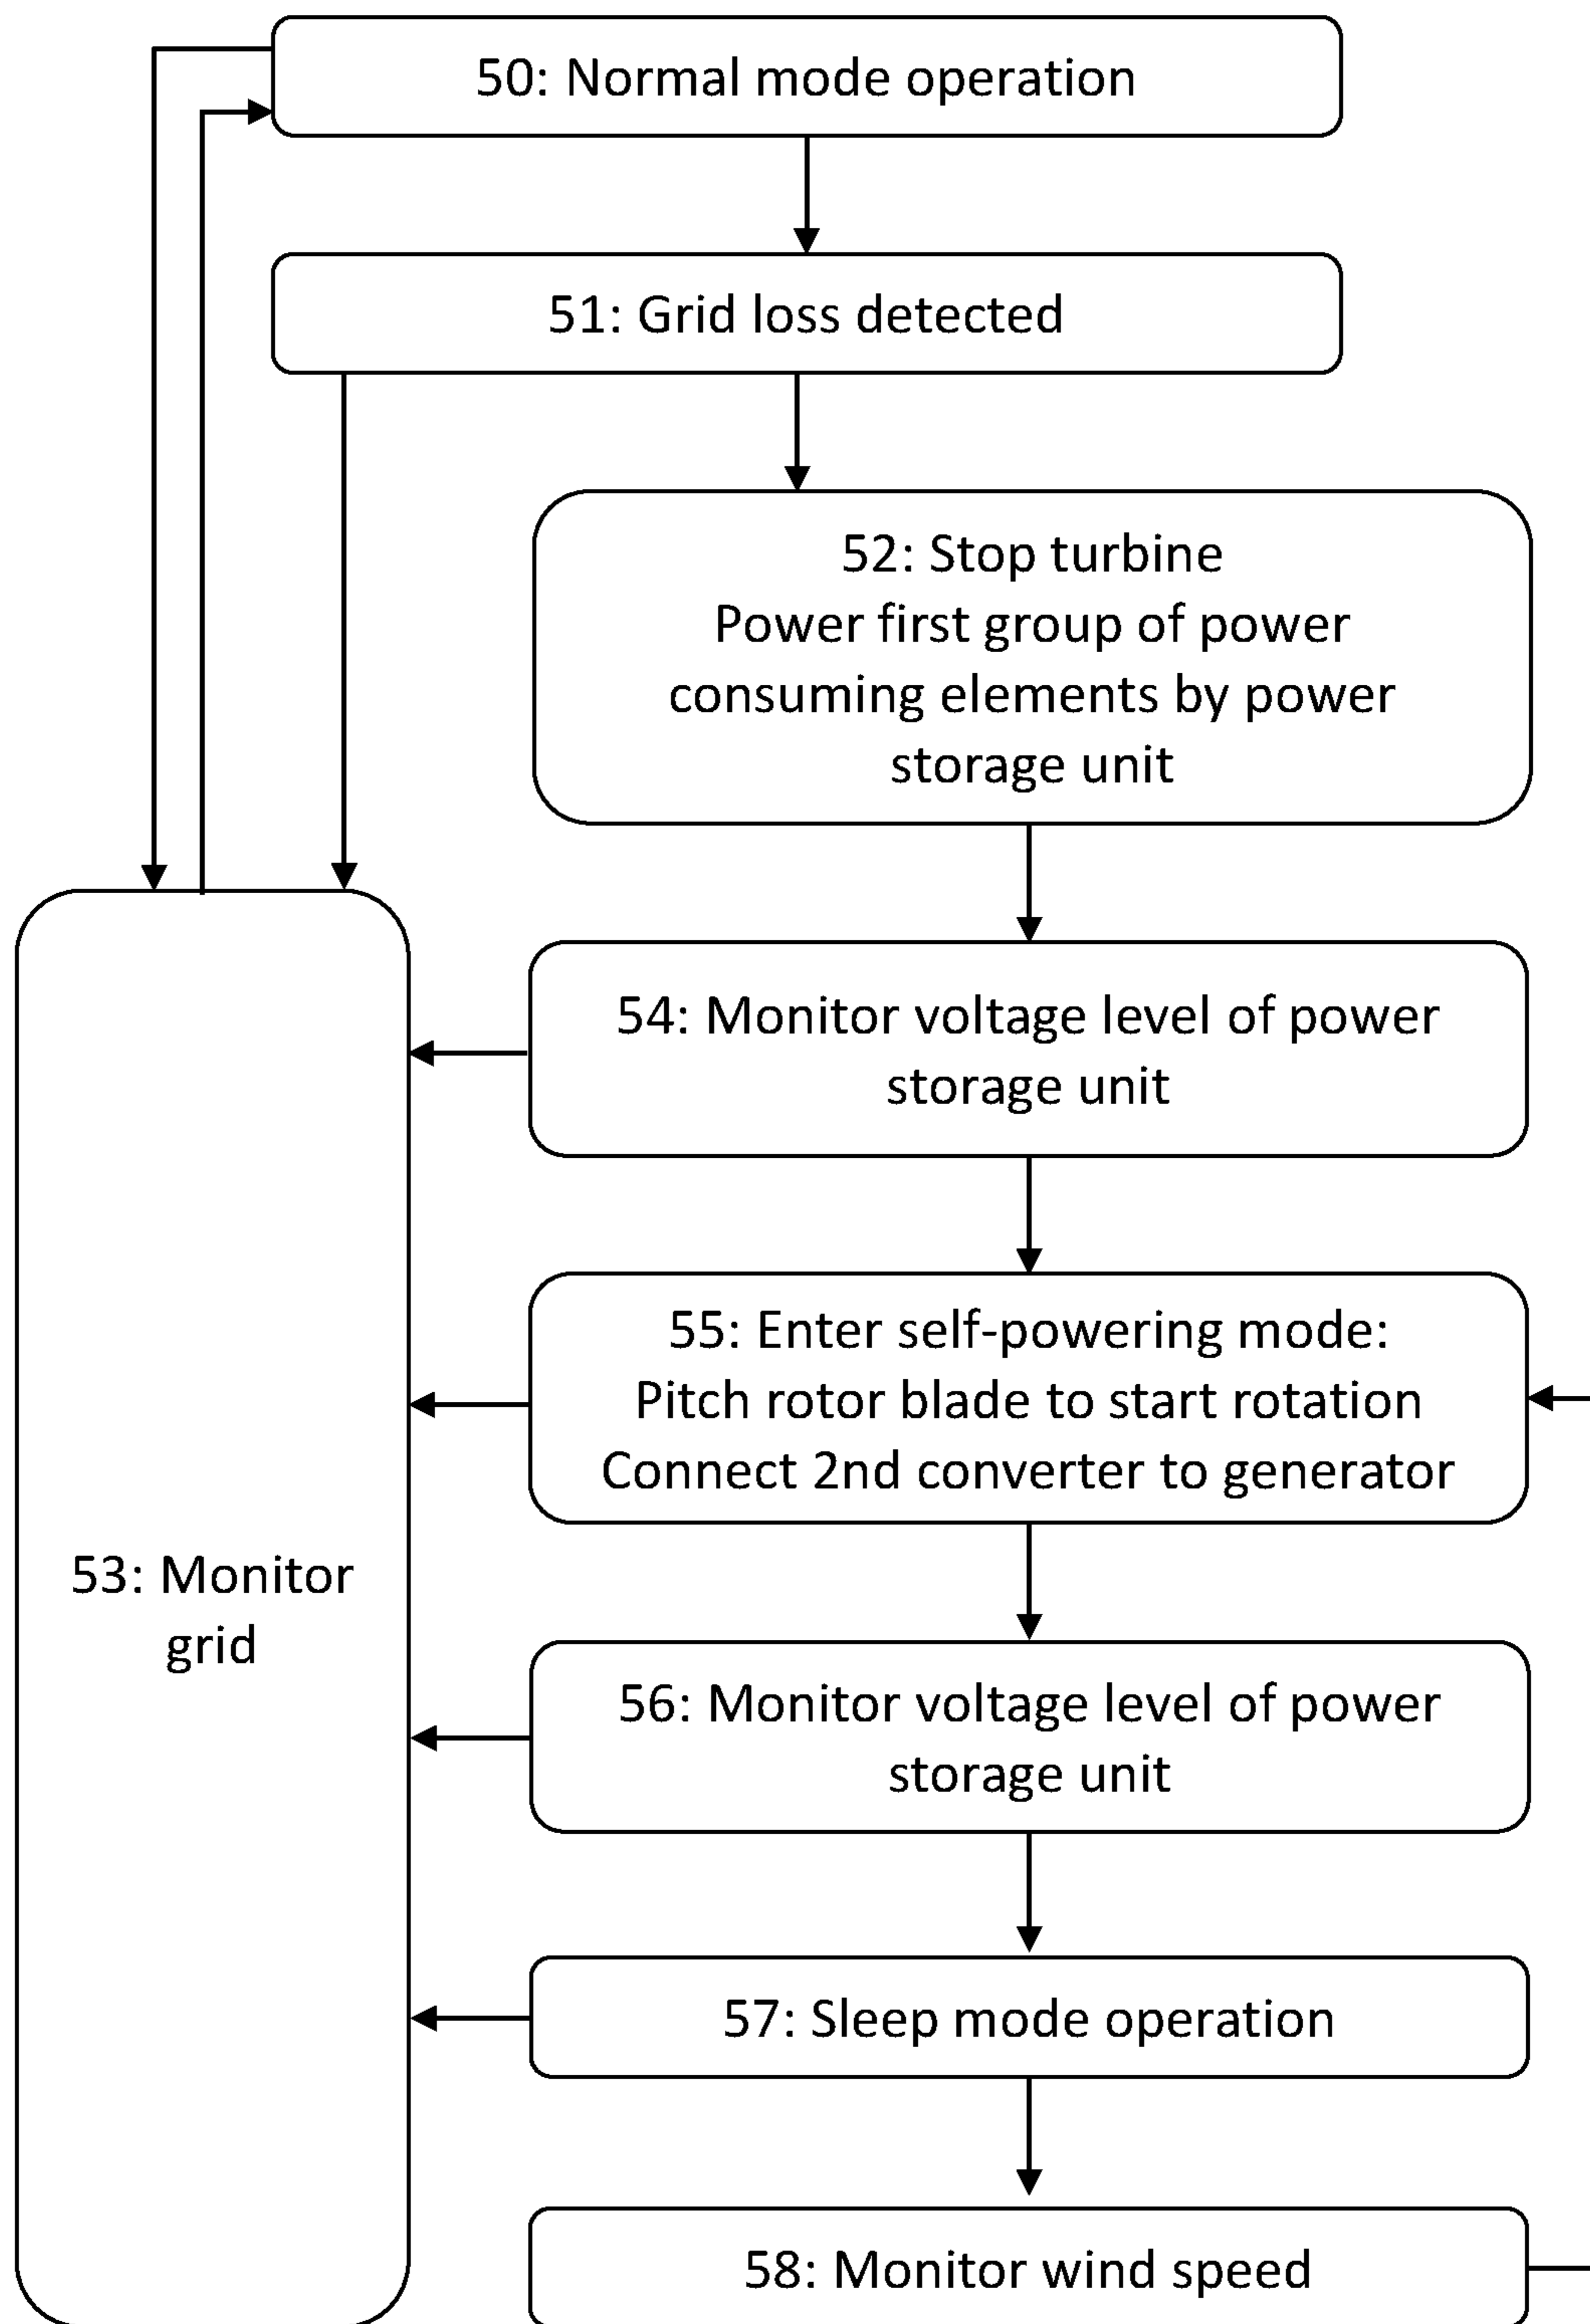 50: Normal mode operation
51: Grid loss detected
52: Stop turbine
Power first group of power
consuming elements by power
storage unit
54: Monitor voltage level of power
storage unit
55: Enter self-powering mode:
Pitch rotor blade to start rotation
Connect 2nd converter to generator
53: Monitor
grid
56: Monitor voltage level of power
storage unit
57: Sleep mode operation
58: Monitor wind speed